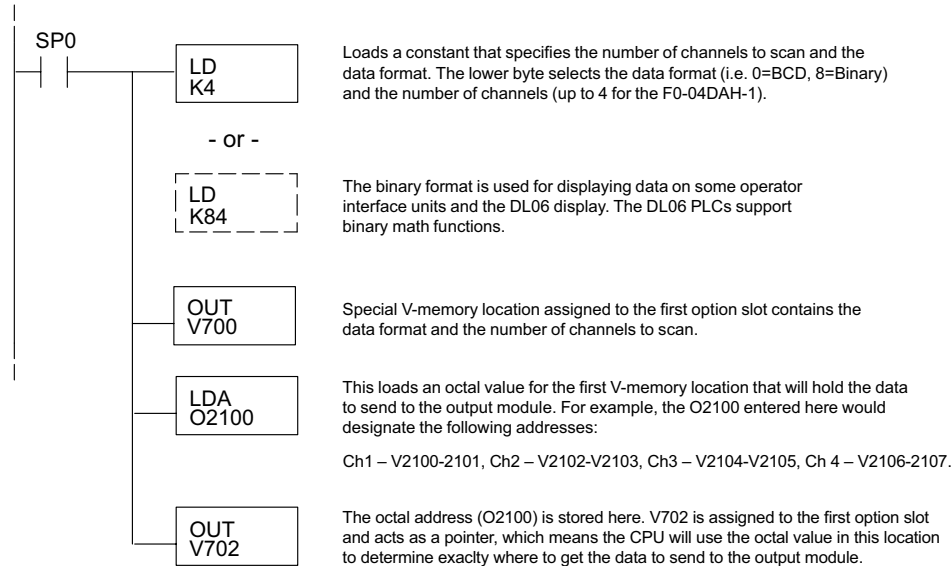 SP0
LD
K4
Loads a constant that specifies the number of channels to scan and the
data format. The lower byte selects the data format (i.e. 0=BCD, 8=Binary)
and the number of channels (up to 4 for the F0-04DAH-1).
- or -
LD
K84
The binary format is used for displaying data on some operator
interface units and the DL06 display. The DL06 PLCs support
binary math functions.
OUT
V700
Special V-memory location assigned to the first option slot contains the
data format and the number of channels to scan.
LDA
O2100
This loads an octal value for the first V-memory location that will hold the data
to send to the output module. For example, the O2100 entered here would
designate the following addresses:
Ch1 – V2100-2101, Ch2 – V2102-V2103, Ch3 – V2104-V2105, Ch 4 – V2106-2107.
OUT
V702
The octal address (O2100) is stored here. V702 is assigned to the first option slot
and acts as a pointer, which means the CPU will use the octal value in this location
to determine exaclty where to get the data to send to the output module.